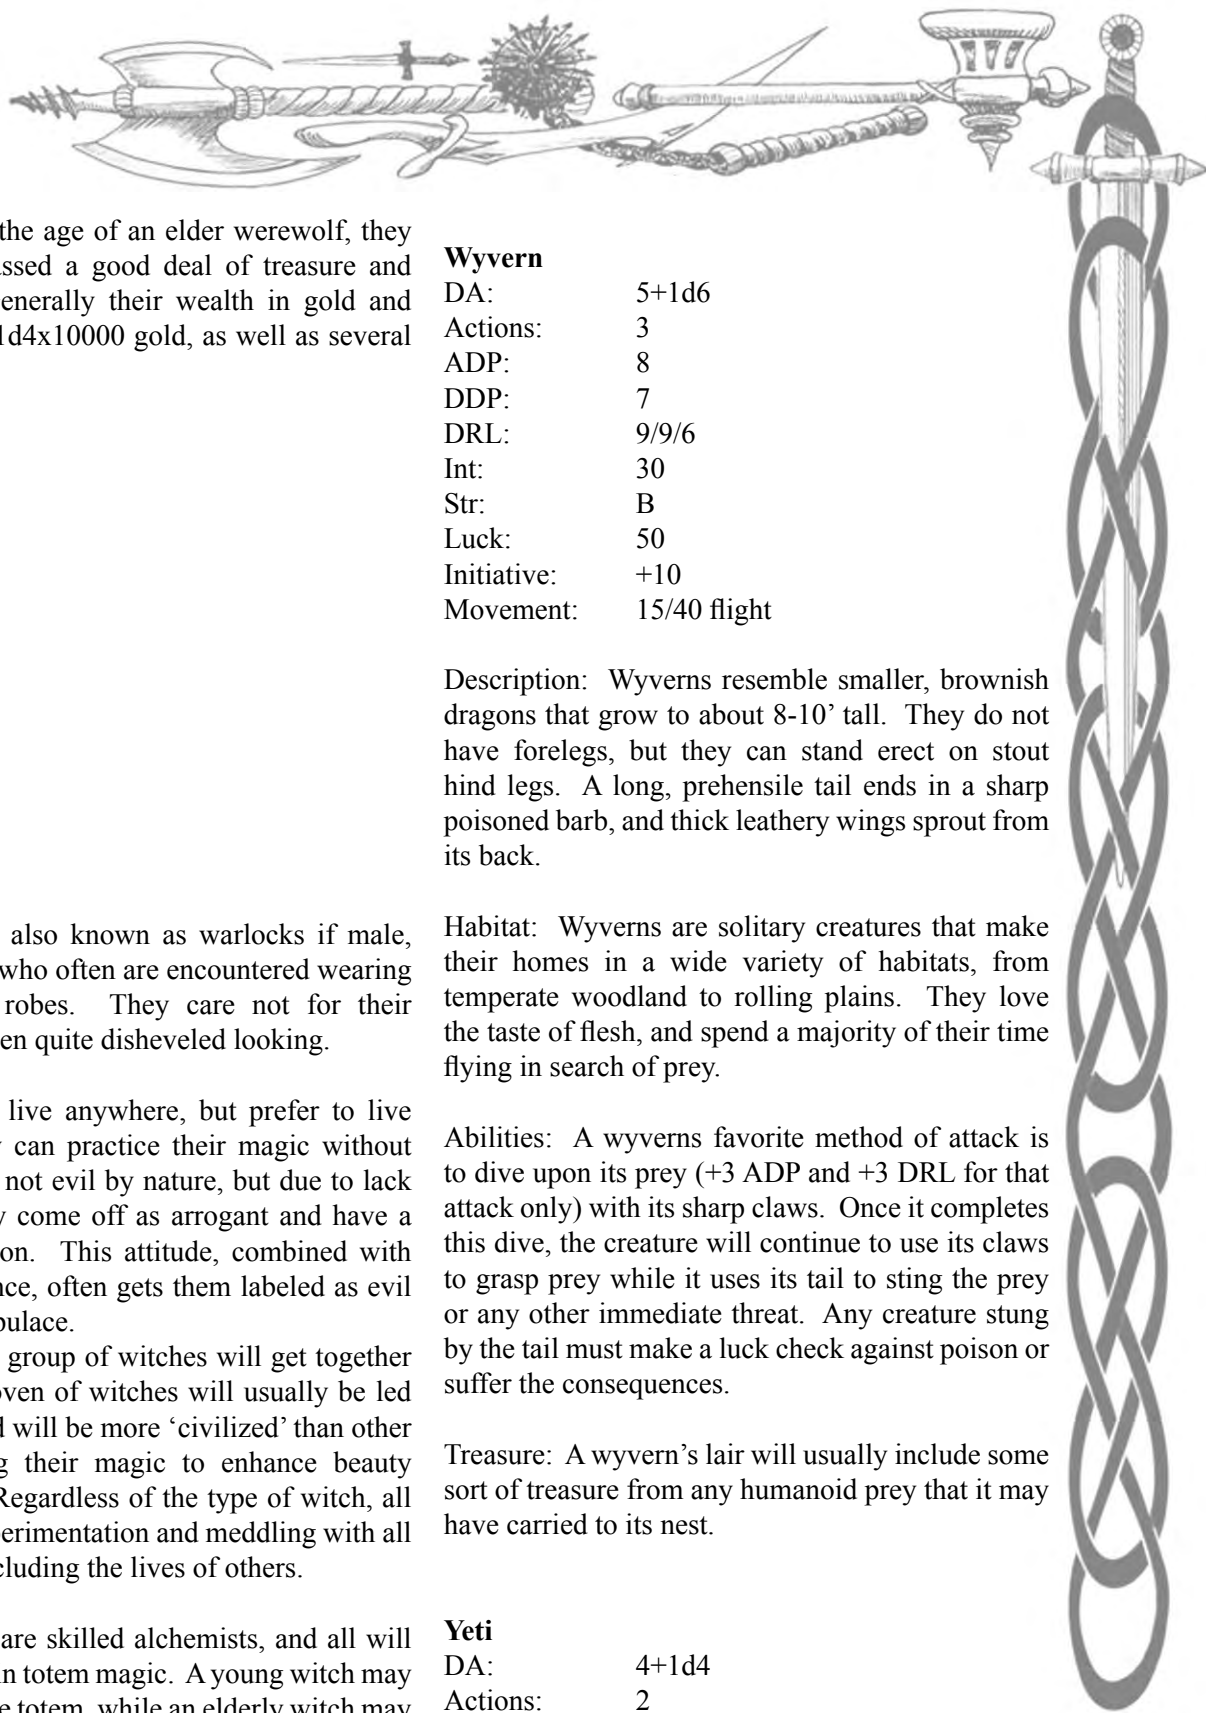 the age of an elder werewolf, they
assed a good deal of treasure and
enerally their wealth in gold and
1d4x10000 gold, as well as several
also known as warlocks if male,
who often are encountered wearing
robes. They care not for their
en quite disheveled looking.
live anywhere, but prefer to live
y can practice their magic without
not evil by nature, but due to lack
y come off as arrogant and have a
on. This attitude, combined with
nce, often gets them labeled as evil
pulace.
group of witches will get together
oven of witches will usually be led
d will be more ‘civilized’ than other
g their magic to enhance beauty
Regardless of the type of witch, all
perimentation and meddling with all
cluding the lives of others.
are skilled alchemists, and all will
in totem magic. A young witch may
e totem, while an elderly witch may
Wyvern
DA: 5+1d6
Actions: 3
ADP: 8
DDP: 7
DRL: 9/9/6
Int: 30
Str: B
Luck: 50
Initiative: +10
Movement: 15/40 flight
Description: Wyverns resemble smaller, brownish
dragons that grow to about 8-10’ tall. They do not
have forelegs, but they can stand erect on stout
hind legs. A long, prehensile tail ends in a sharp
poisoned barb, and thick leathery wings sprout from
its back.
Habitat: Wyverns are solitary creatures that make
their homes in a wide variety of habitats, from
temperate woodland to rolling plains. They love
the taste of flesh, and spend a majority of their time
flying in search of prey.
Abilities: A wyverns favorite method of attack is
to dive upon its prey (+3 ADP and +3 DRL for that
attack only) with its sharp claws. Once it completes
this dive, the creature will continue to use its claws
to grasp prey while it uses its tail to sting the prey
or any other immediate threat. Any creature stung
by the tail must make a luck check against poison or
suffer the consequences.
Treasure: A wyvern’s lair will usually include some
sort of treasure from any humanoid prey that it may
have carried to its nest.
Yeti
DA: 4+1d4
Actions: 2